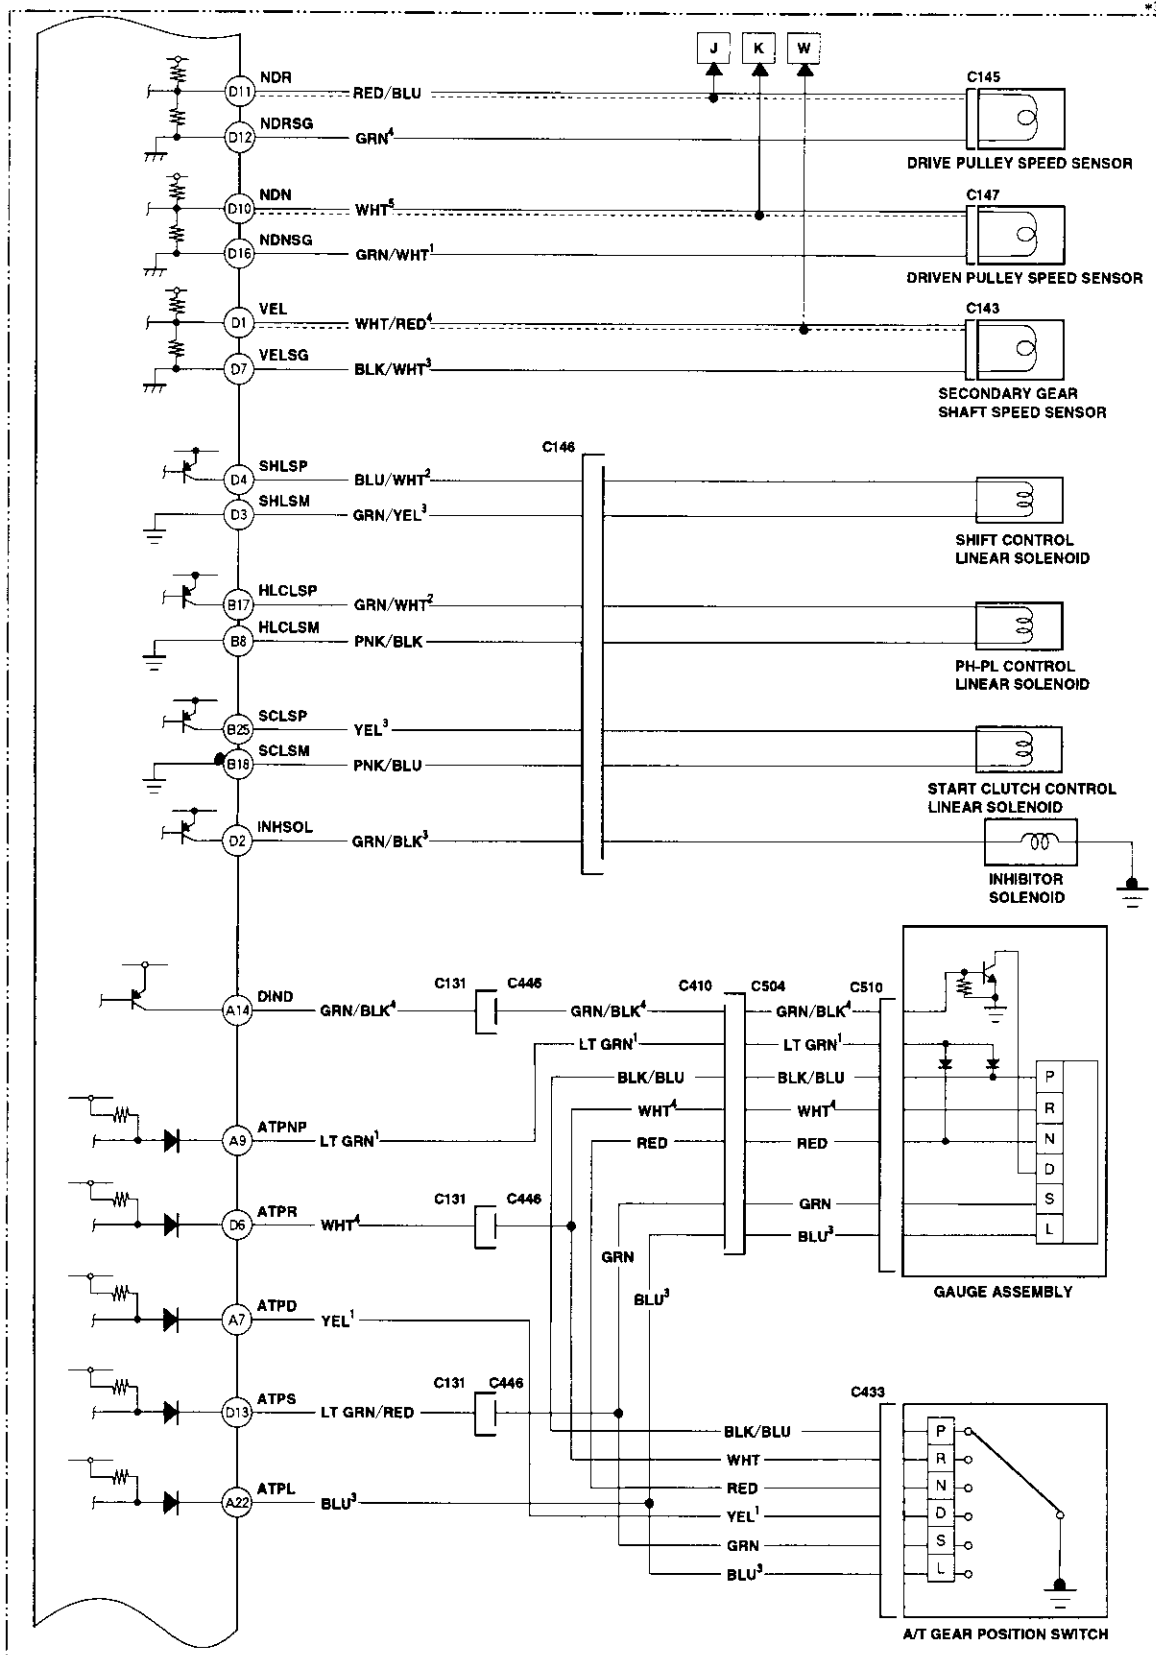 *3
J K W
NDR
D11 RED/BLU
C145
NDRSG
D12 GRN⁴
DRIVE PULLEY SPEED SENSOR
NDN
D10 WHT⁵
C147
NDNSG
D16 GRN/WHT¹
DRIVEN PULLEY SPEED SENSOR
VEL
D1 WHT/RED⁴
C143
VELSG
D7 BLK/WHT³
SECONDARY GEAR
SHAFT SPEED SENSOR
C146
SHLSP
D4 BLU/WHT²
SHLSM
D3 GRN/YEL³
SHIFT CONTROL
LINEAR SOLENOID
HLCLSP
B17 GRN/WHT²
HLCLSM
B8 PNK/BLK
PH-PL CONTROL
LINEAR SOLENOID
SCLSP
B25 YEL³
SCLSM
B18 PNK/BLU
START CLUTCH CONTROL
LINEAR SOLENOID
INHSOL
D2 GRN/BLK³
INHIBITOR
SOLENOID
DIND
A14 GRN/BLK⁴ C131 C446 GRN/BLK⁴ C410 C504 GRN/BLK⁴ C510
LT GRN¹ LT GRN¹
BLK/BLU BLK/BLU P
WHT⁴ WHT⁴ R
ATPNP
A9 LT GRN¹ RED RED N
D
ATPR
D6 WHT⁴ C131 C446 GRN S
BLU³ L
GRN
BLU³
GAUGE ASSEMBLY
ATPD
A7 YEL¹
ATPS
D13 LT GRN/RED C131 C446
C433
BLK/BLU P
WHT R
ATPL
A22 BLU³
RED N
YEL¹ D
GRN S
BLU³ L
A/T GEAR POSITION SWITCH